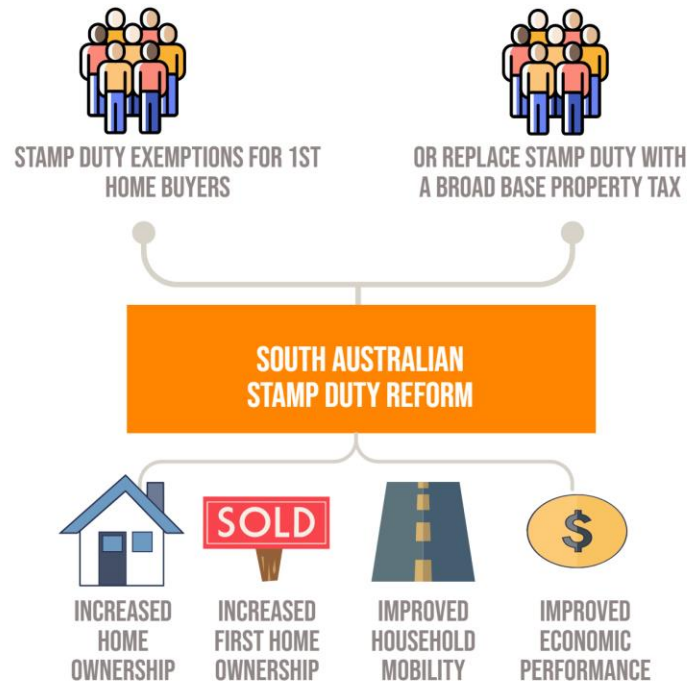 STAMP DUTY EXEMPTIONS FOR 1ST
HOME BUYERS
OR REPLACE STAMP DUTY WITH
A BROAD BASE PROPERTY TAX
SOUTH AUSTRALIAN
STAMP DUTY REFORM
INCREASED
HOME
OWNERSHIP
SOLD
INCREASED
FIRST HOME
OWNERSHIP
IMPROVED
HOUSEHOLD
MOBILITY
$
IMPROVED
ECONOMIC
PERFORMANCE